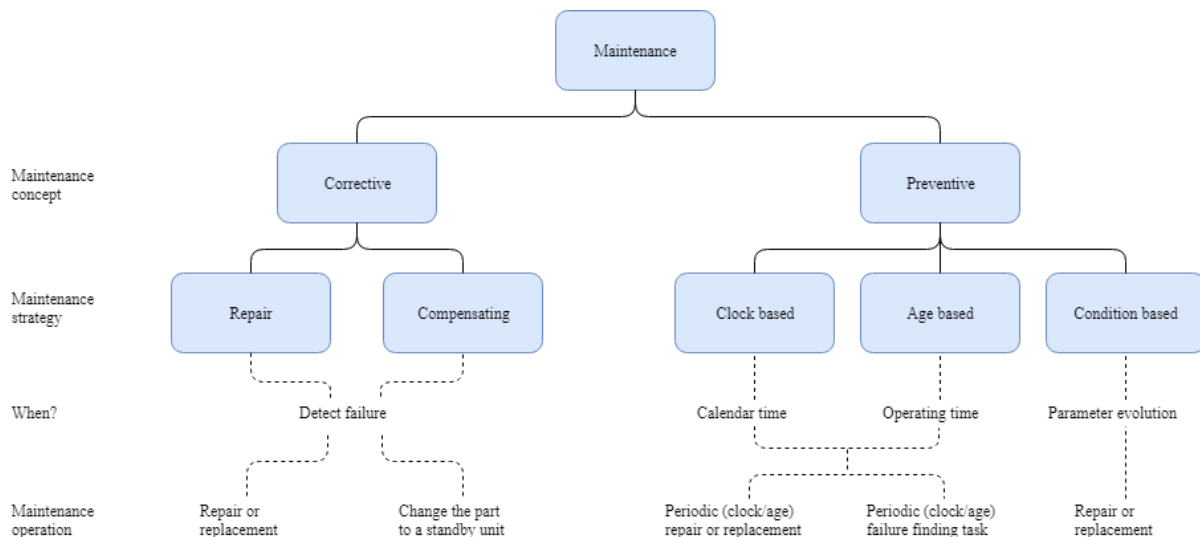 Maintenance
Maintenance
concept
Corrective
Preventive
Maintenance
strategy
Repair
Compensating
Clock based
Age based
Condition based
When?
Detect failure
Calendar time
Operating time
Parameter evolution
Maintenance
operation
Repair or
replacement
Change the part
to a standby unit
Periodic (clock/age)
repair or replacement
Periodic (clock/age)
failure finding task
Repair or
replacement